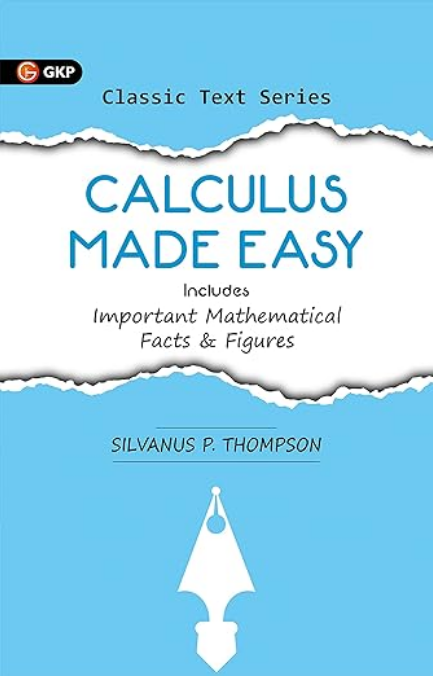 GKP
Classic Text Series
CALCULUS
MADE EASY
Includes
Important Mathematical
Facts & Figures
SILVANUS P. THOMPSON